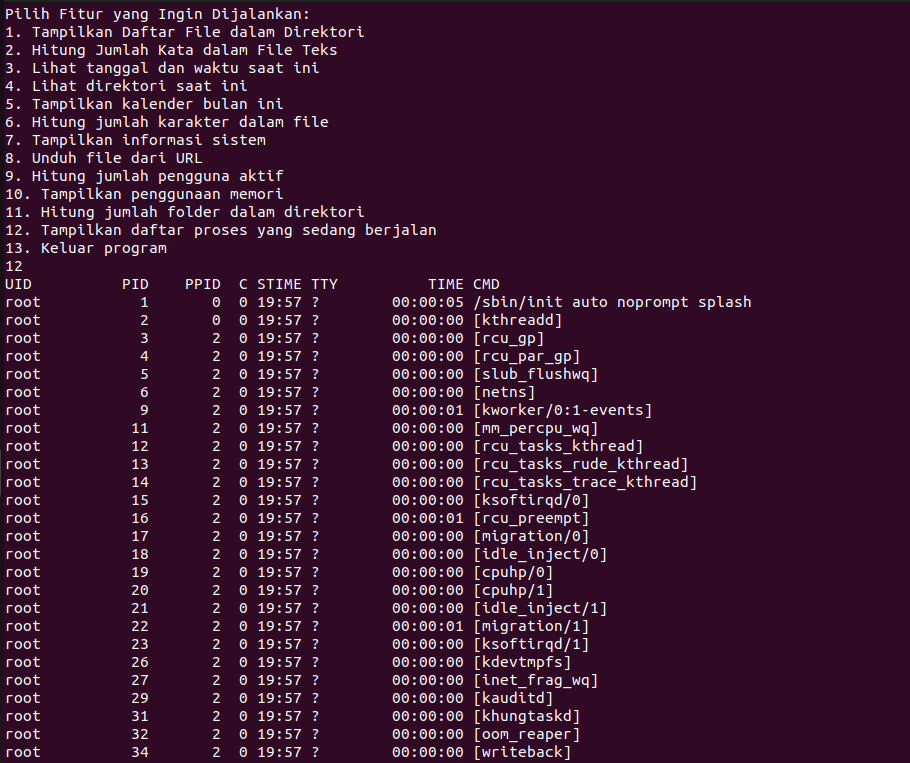 Pilih Fitur yang Ingin Dijalankan:
1. Tampilkan Daftar File dalam Direktori
2. Hitung Jumlah Kata dalam File Teks
3. Lihat tanggal dan waktu saat ini
4. Lihat direktori saat ini
5. Tampilkan kalender bulan ini
6. Hitung jumlah karakter dalam file
7. Tampilkan informasi sistem
8. Unduh file dari URL
9. Hitung jumlah pengguna aktif
10. Tampilkan penggunaan memori
11. Hitung jumlah folder dalam direktori
12. Tampilkan daftar proses yang sedang berjalan
13. Keluar program
12
UID          PID    PPID  C STIME TTY          TIME CMD
root           1       0  0 19:57 ?        00:00:05 /sbin/init auto noprompt splash
root           2       0  0 19:57 ?        00:00:00 [kthreadd]
root           3       2  0 19:57 ?        00:00:00 [rcu_gp]
root           4       2  0 19:57 ?        00:00:00 [rcu_par_gp]
root           5       2  0 19:57 ?        00:00:00 [slub_flushwq]
root           6       2  0 19:57 ?        00:00:00 [netns]
root           9       2  0 19:57 ?        00:00:01 [kworker/0:1-events]
root          11       2  0 19:57 ?        00:00:00 [mm_percpu_wq]
root          12       2  0 19:57 ?        00:00:00 [rcu_tasks_kthread]
root          13       2  0 19:57 ?        00:00:00 [rcu_tasks_rude_kthread]
root          14       2  0 19:57 ?        00:00:00 [rcu_tasks_trace_kthread]
root          15       2  0 19:57 ?        00:00:00 [ksoftirqd/0]
root          16       2  0 19:57 ?        00:00:01 [rcu_preempt]
root          17       2  0 19:57 ?        00:00:00 [migration/0]
root          18       2  0 19:57 ?        00:00:00 [idle_inject/0]
root          19       2  0 19:57 ?        00:00:00 [cpuhp/0]
root          20       2  0 19:57 ?        00:00:00 [cpuhp/1]
root          21       2  0 19:57 ?        00:00:00 [idle_inject/1]
root          22       2  0 19:57 ?        00:00:01 [migration/1]
root          23       2  0 19:57 ?        00:00:00 [ksoftirqd/1]
root          26       2  0 19:57 ?        00:00:00 [kdevtmpfs]
root          27       2  0 19:57 ?        00:00:00 [inet_frag_wq]
root          29       2  0 19:57 ?        00:00:00 [kauditd]
root          31       2  0 19:57 ?        00:00:00 [khungtaskd]
root          32       2  0 19:57 ?        00:00:00 [oom_reaper]
root          34       2  0 19:57 ?        00:00:00 [writeback]